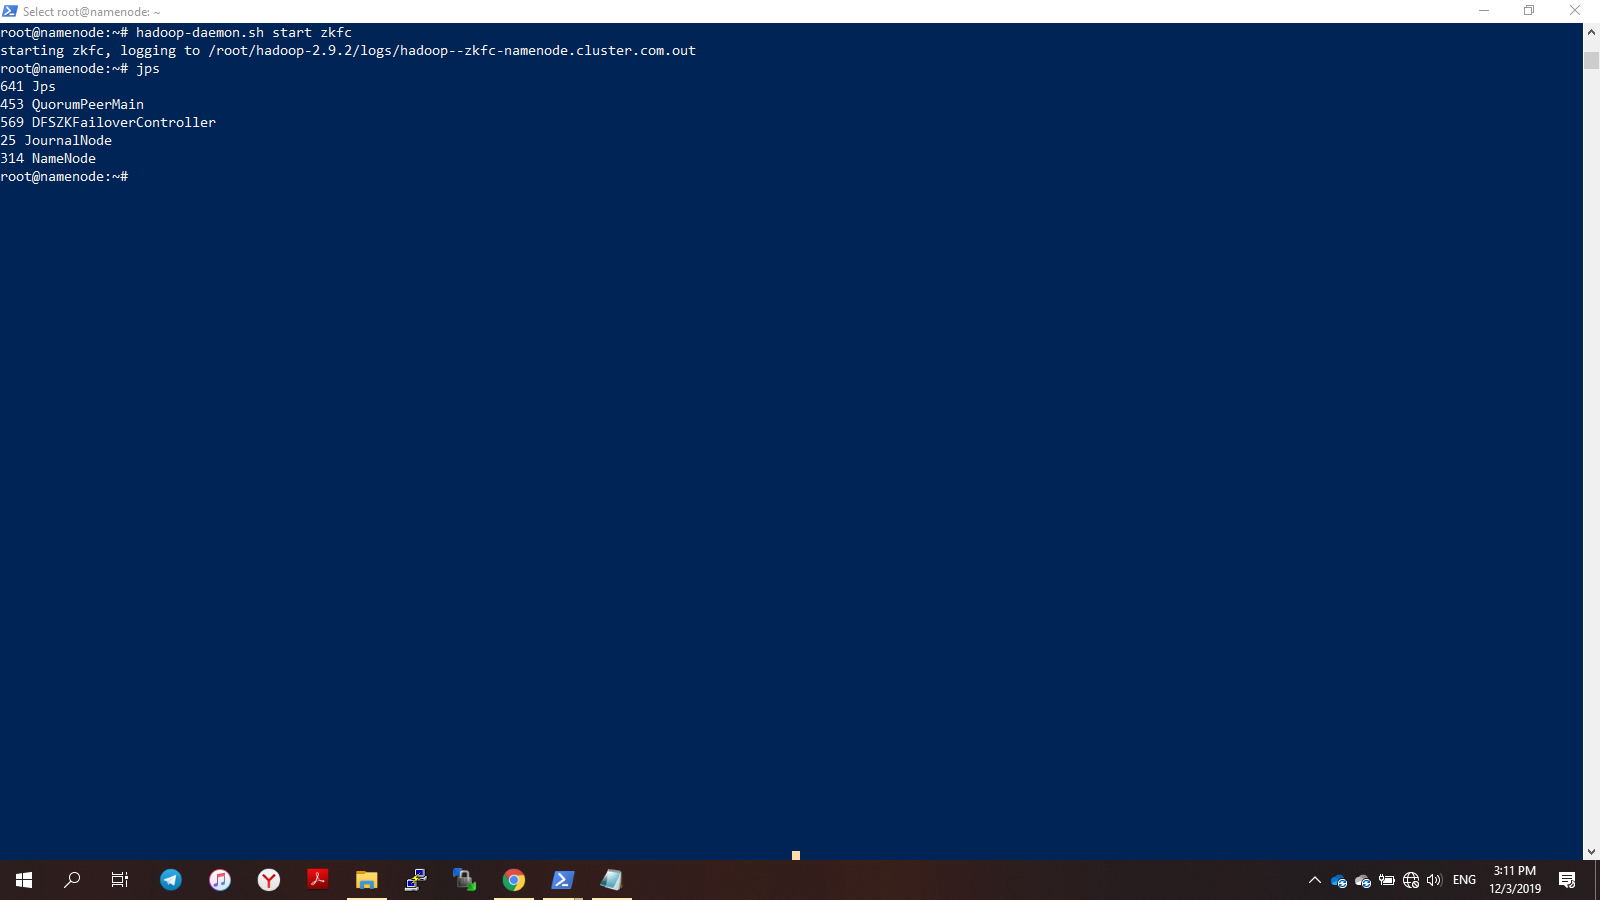 Select root@namenode: ~
root@namenode:~# hadoop-daemon.sh start zkfc
starting zkfc, logging to /root/hadoop-2.9.2/logs/hadoop--zkfc-namenode.cluster.com.out
root@namenode:~# jps
641 Jps
453 QuorumPeerMain
569 DFSZKFailoverController
25 JournalNode
314 NameNode
root@namenode:~#
ENG
3:11 PM
12/3/2019